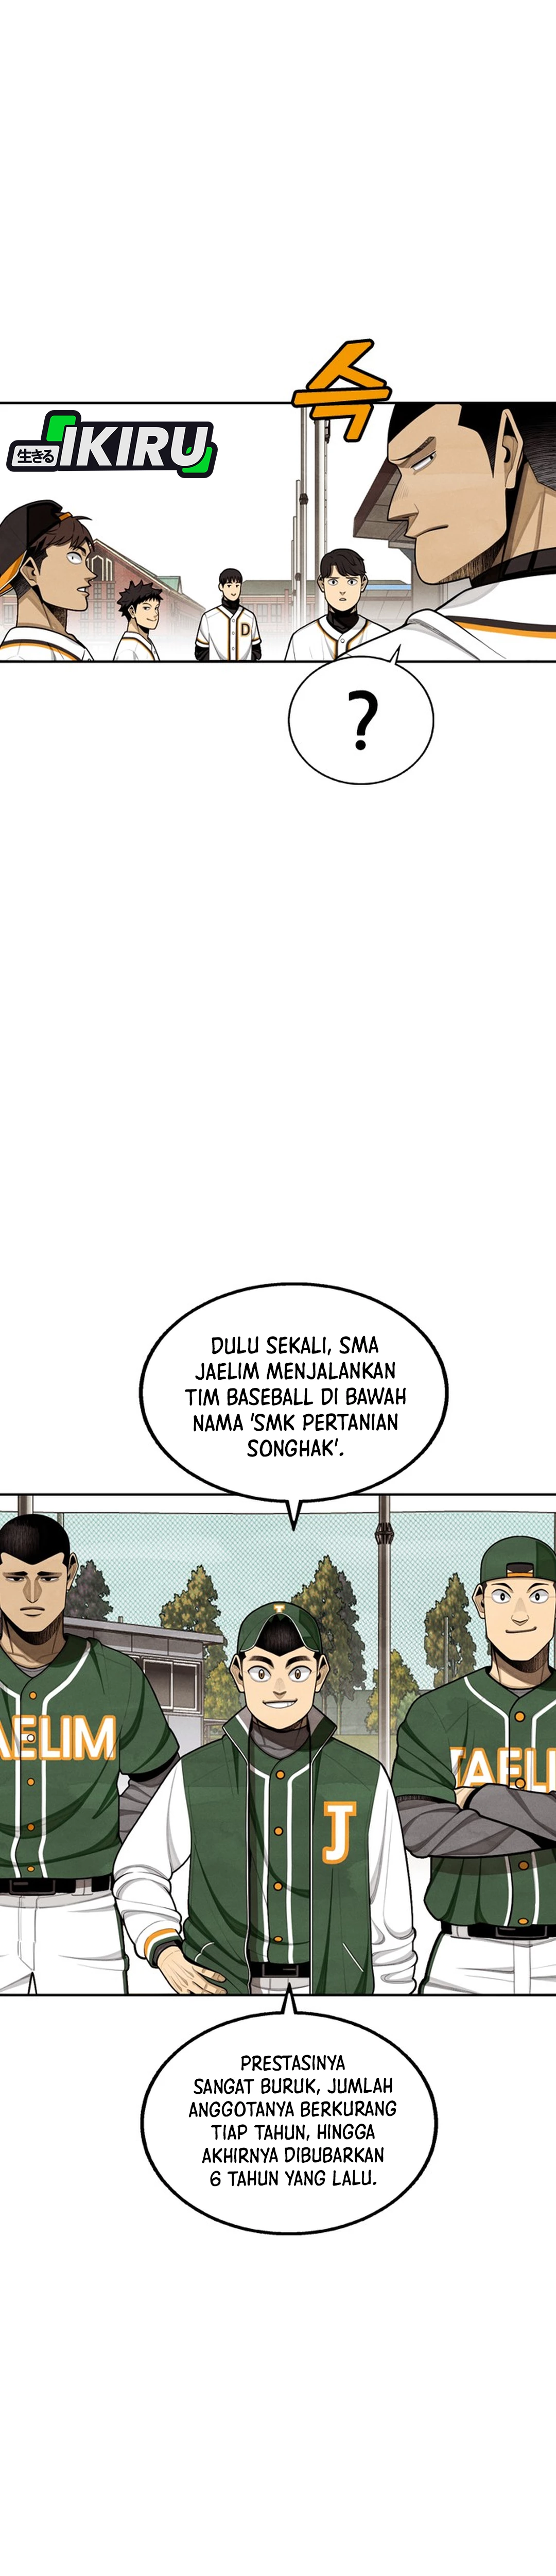 슥
生きる IKIRU
D
?
DULU SEKALI, SMA
JAELIM MENJALANKAN
TIM BASEBALL DI BAWAH
NAMA 'SMK PERTANIAN
SONGHAK'.
T
AELIM
JAELI
J
PRESTASINYA
SANGAT BURUK, JUMLAH
ANGGOTANYA BERKURANG
TIAP TAHUN, HINGGA
AKHIRNYA DIBUBARKAN
6 TAHUN YANG LALU.